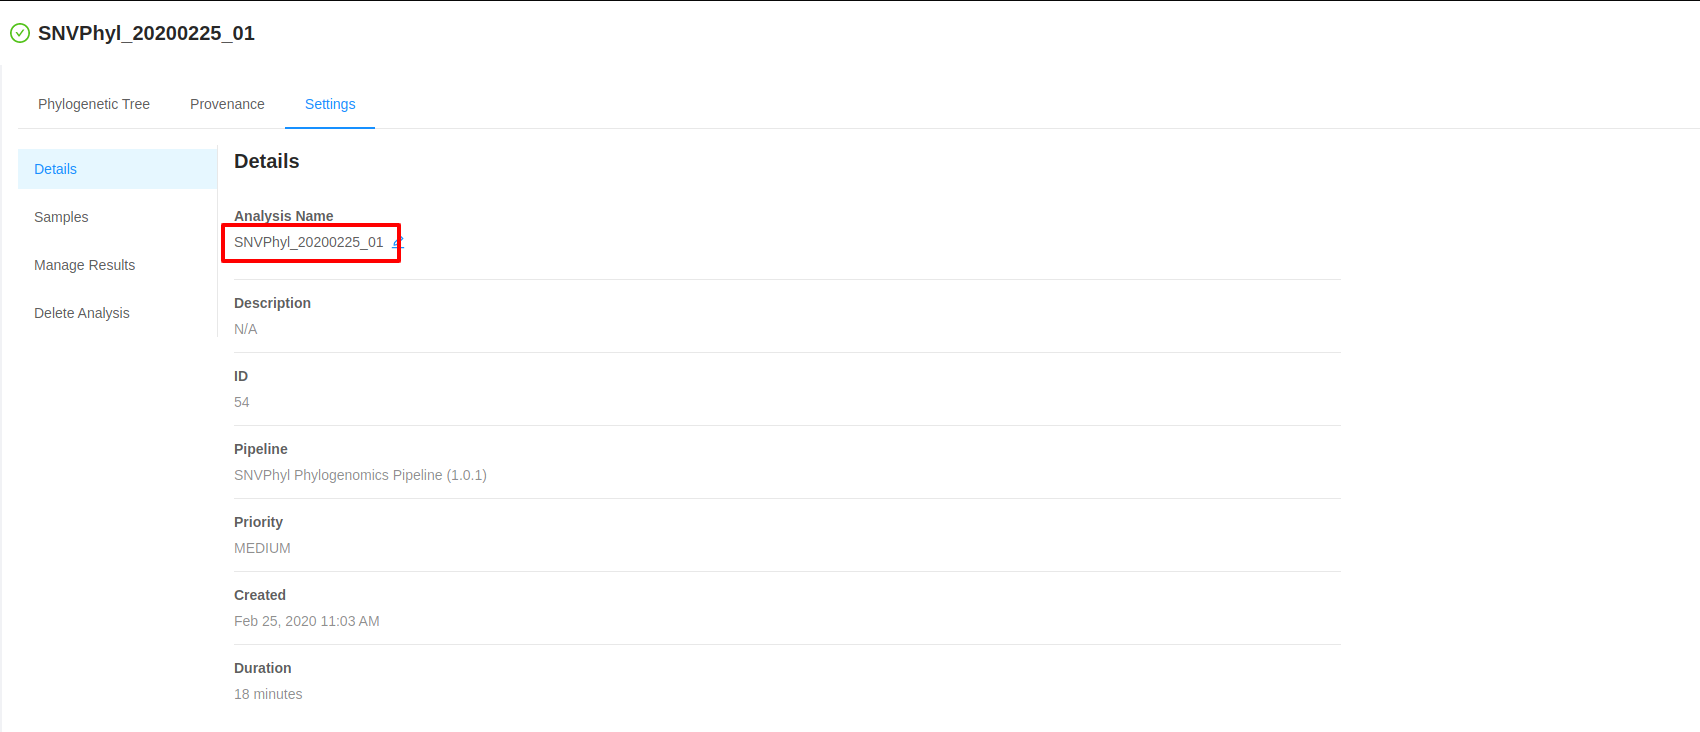 SNVPhyl_20200225_01
Phylogenetic Tree Provenance Settings
Details
Samples
Manage Results
Delete Analysis
Details
Analysis Name
SNVPhyl_20200225_01
Description
N/A
ID
54
Pipeline
SNVPhyl Phylogenomics Pipeline (1.0.1)
Priority
MEDIUM
Created
Feb 25, 2020 11:03 AM
Duration
18 minutes